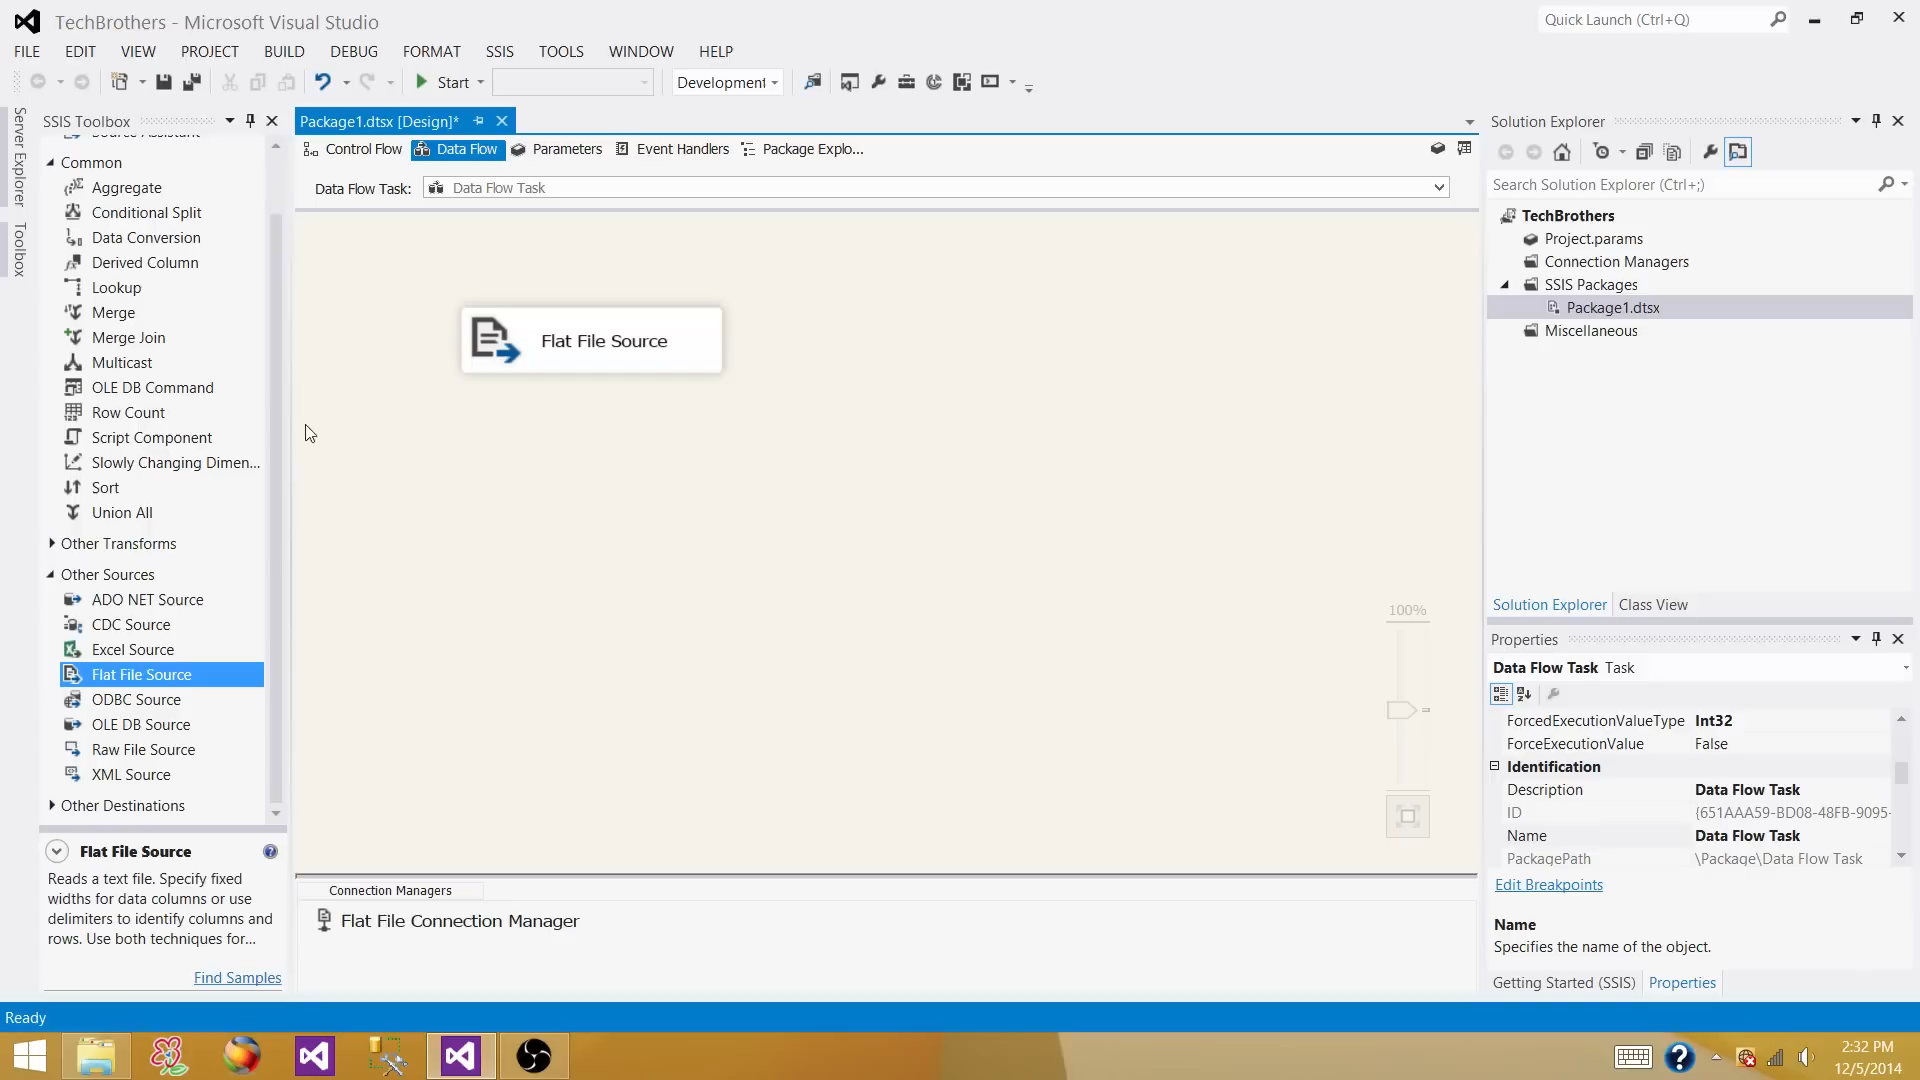 TechBrothers - Microsoft Visual Studio
Quick Launch (Ctrl+Q)
FILE EDIT VIEW PROJECT BUILD DEBUG FORMAT SSIS TOOLS WINDOW HELP
Start
Development
Server Explorer
Toolbox
SSIS Toolbox
Source Assistant
Common
Aggregate
Conditional Split
Data Conversion
Derived Column
Lookup
Merge
Merge Join
Multicast
OLE DB Command
Row Count
Script Component
Slowly Changing Dimen...
Sort
Union All
Other Transforms
Other Sources
ADO NET Source
CDC Source
Excel Source
Flat File Source
ODBC Source
OLE DB Source
Raw File Source
XML Source
Other Destinations
Flat File Source
Reads a text file. Specify fixed
widths for data columns or use
delimiters to identify columns and
rows. Use both techniques for...
Find Samples
Package1.dtsx [Design]*
Control Flow Data Flow Parameters Event Handlers Package Explo...
Data Flow Task: Data Flow Task
Flat File Source
100%
Connection Managers
Flat File Connection Manager
Solution Explorer
Search Solution Explorer (Ctrl+;)
TechBrothers
Project.params
Connection Managers
SSIS Packages
Package1.dtsx
Miscellaneous
Solution Explorer Class View
Properties
Data Flow Task Task
ForcedExecutionValueType Int32
ForceExecutionValue False
Identification
Description Data Flow Task
ID {651AAA59-BD08-48FB-9095-
Name Data Flow Task
PackagePath \Package\Data Flow Task
Edit Breakpoints
Name
Specifies the name of the object.
Getting Started (SSIS) Properties
Ready
2:32 PM
12/5/2014